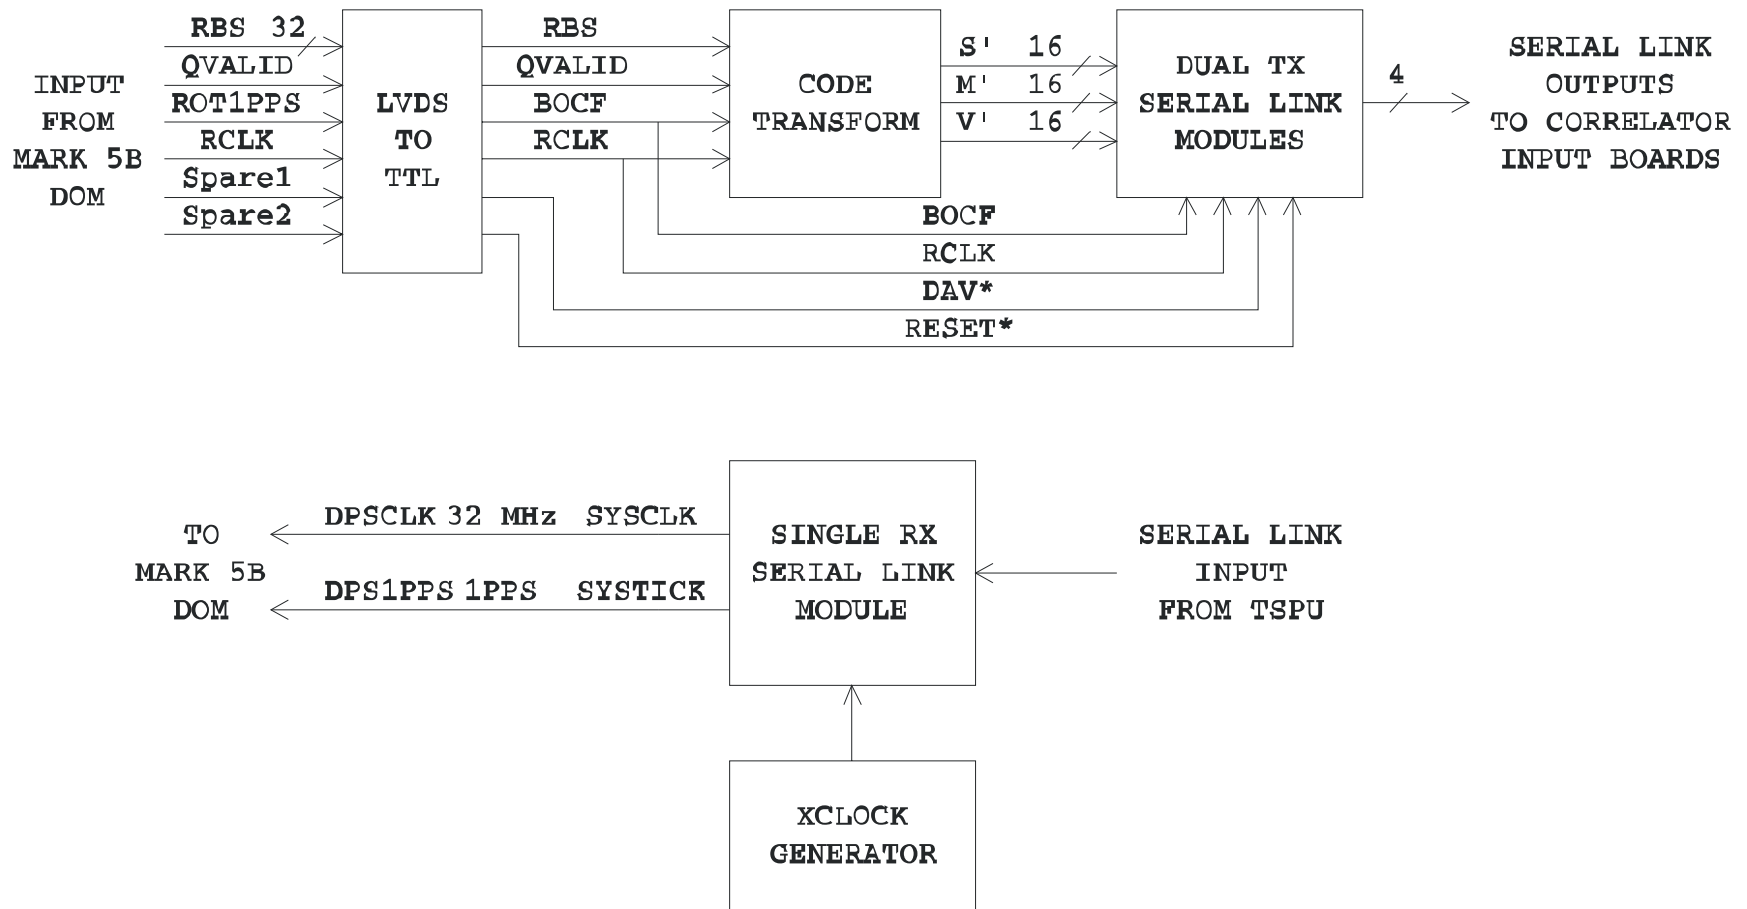 INPUT
FROM
MARK 5B
DOM
RBS 32
QVALID
ROT1PPS
RCLK
Spare1
Spare2
LVDS
TO
TTL
RBS
QVALID
BOCF
RCLK
CODE
TRANSFORM
S' 16
M' 16
V' 16
DUAL TX
SERIAL LINK
MODULES
4
SERIAL LINK
OUTPUTS
TO CORRELATOR
INPUT BOARDS
BOCF
RCLK
DAV*
RESET*
TO
MARK 5B
DOM
DPSCLK 32 MHz SYSCLK
DPS1PPS 1PPS SYSTICK
SINGLE RX
SERIAL LINK
MODULE
SERIAL LINK
INPUT
FROM TSPU
XCLOCK
GENERATOR